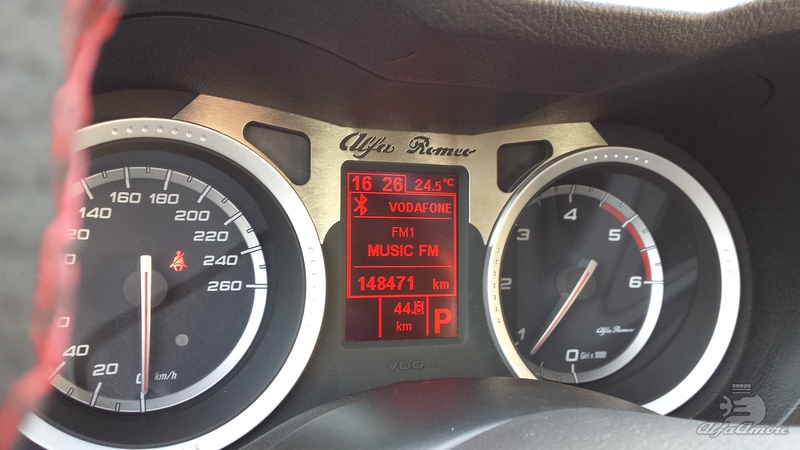 Alfa Romeo
16 26 24.5°C
VODAFONE
FM1
MUSIC FM
148471 km
km
P
VDO
20
40
140
160
180
200
220
240
260
0 km/h
0
1
2
3
4
5
6
Alfa Romeo
Giri x 1000
AlfaAmore